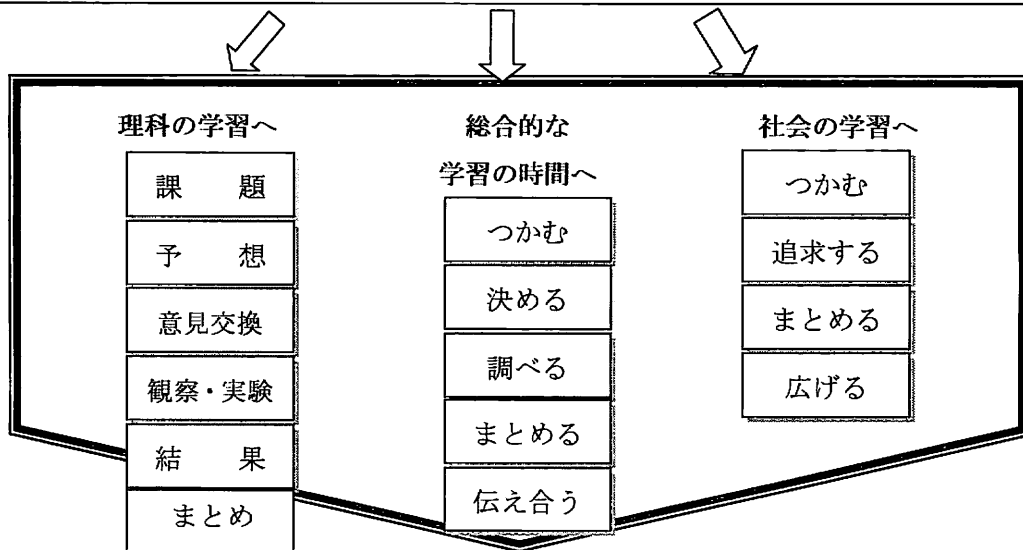 理科の学習へ
課　題
予　想
意見交換
観察・実験
結　果
まとめ
総合的な
学習の時間へ
つかむ
決める
調べる
まとめる
伝え合う
社会の学習へ
つかむ
追求する
まとめる
広げる